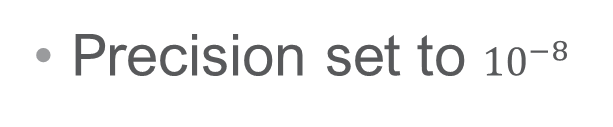 • Precision set to 10⁻⁸